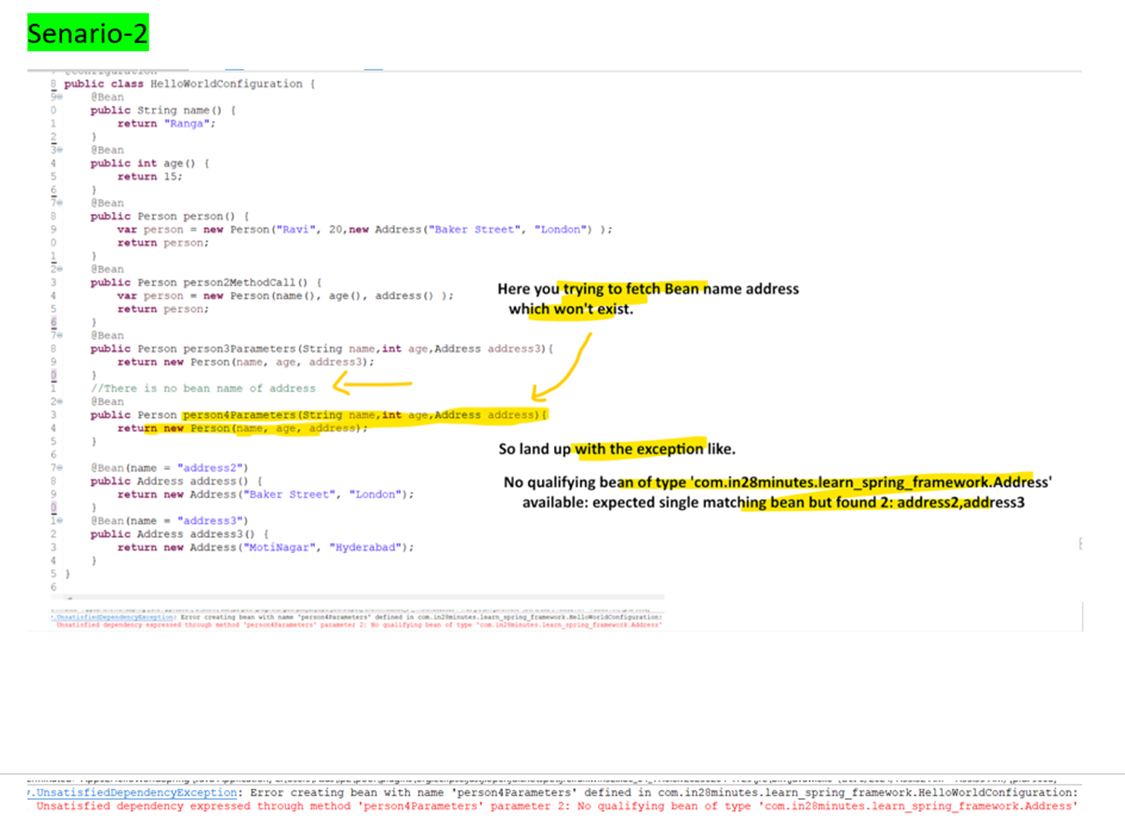 Senario-2
@Configuration
8 public class HelloWorldConfiguration {
9 @Bean
0 public String name() {
1 return "Ranga";
2 }
3 @Bean
4 public int age() {
5 return 15;
6 }
7 @Bean
8 public Person person() {
9 var person = new Person("Ravi", 20,new Address("Baker Street", "London") );
0 return person;
1 }
2 @Bean
3 public Person person2MethodCall() {
4 var person = new Person(name(), age(), address() );
5 return person;
6 }
7 @Bean
8 public Person person3Parameters(String name,int age,Address address3){
9 return new Person(name, age, address3);
0 }
1 //There is no bean name of address
2 @Bean
3 public Person person4Parameters(String name,int age,Address address){
4 return new Person(name, age, address);
5 }
6
7 @Bean(name = "address2")
8 public Address address() {
9 return new Address("Baker Street", "London");
0 }
1 @Bean(name = "address3")
2 public Address address3() {
3 return new Address("MotiNagar", "Hyderabad");
4 }
5 }
6
Here you trying to fetch Bean name address
which won't exist.
So land up with the exception like.
No qualifying bean of type 'com.in28minutes.learn_spring_framework.Address'
available: expected single matching bean but found 2: address2,address3
.UnsatisfiedDependencyException: Error creating bean with name 'person4Parameters' defined in com.in28minutes.learn_spring_framework.HelloWorldConfiguration:
Unsatisfied dependency expressed through method 'person4Parameters' parameter 2: No qualifying bean of type 'com.in28minutes.learn_spring_framework.Address'
.UnsatisfiedDependencyException: Error creating bean with name 'person4Parameters' defined in com.in28minutes.learn_spring_framework.HelloWorldConfiguration:
Unsatisfied dependency expressed through method 'person4Parameters' parameter 2: No qualifying bean of type 'com.in28minutes.learn_spring_framework.Address'